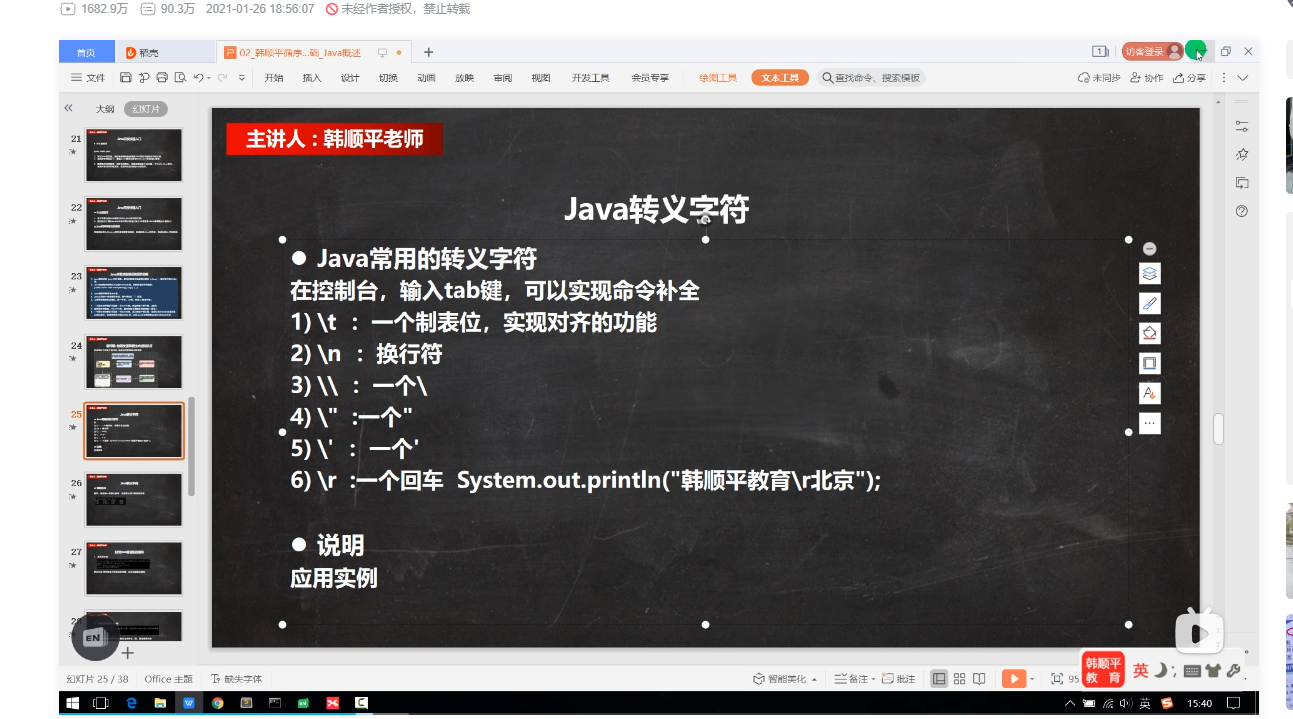 1682.9万 90.3万 2021-01-26 18:56:07 未经作者授权，禁止转载
首页 稻壳 02_韩顺平循序...础_Java概述 + 1 访客登录
文件 开始 插入 设计 切换 动画 放映 审阅 视图 开发工具 会员专享 绘图工具 文本工具 查找命令、搜索模板 未同步 协作 分享
大纲 幻灯片
21
22
23
24
25
26
27
28
主讲人：韩顺平老师
Java转义字符
● Java常用的转义字符
在控制台，输入tab键，可以实现命令补全
1) \t ：一个制表位，实现对齐的功能
2) \n ：换行符
3) \\ ：一个\
4) \" :一个"
5) \' ：一个'
6) \r :一个回车 System.out.println("韩顺平教育\r北京");
● 说明
应用实例
EN
幻灯片 25 / 38 Office 主题 缺失字体 智能美化 备注 批注 95
韩顺平
教 育
英
英 15:40